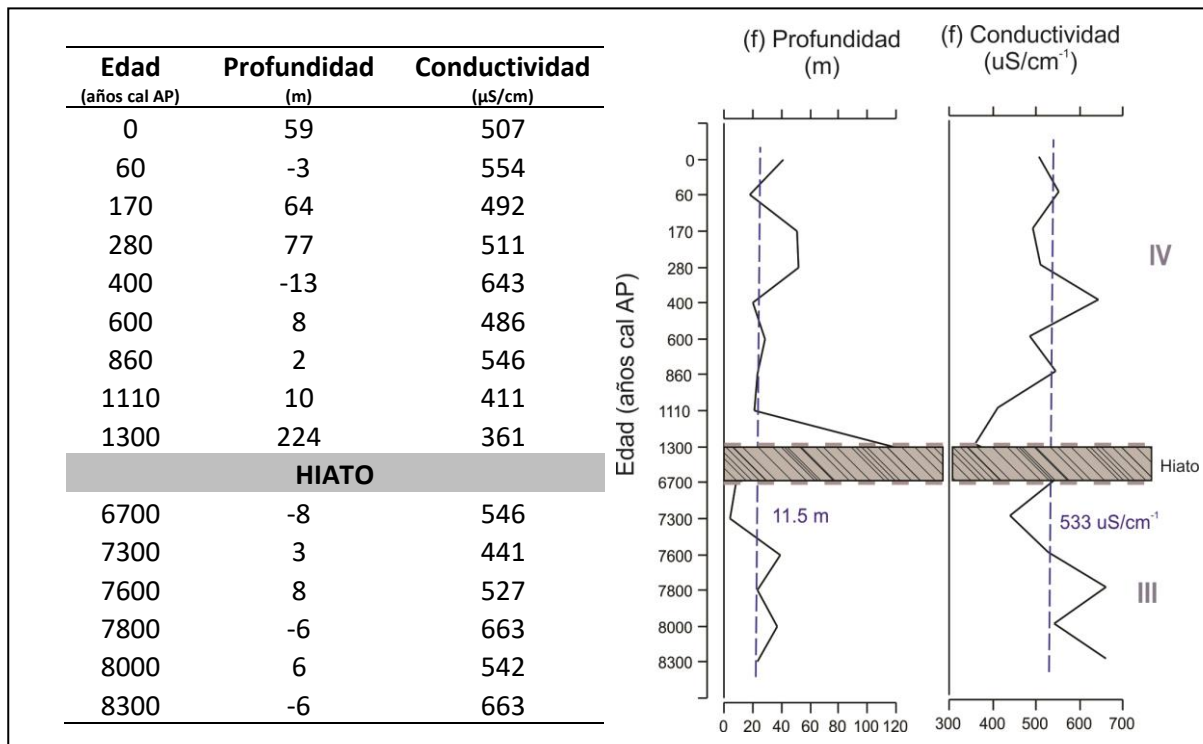 Edad Profundidad Conductividad
(años cal AP) (m) (µS/cm)
0 59 507
60 -3 554
170 64 492
280 77 511
400 -13 643
600 8 486
860 2 546
1110 10 411
1300 224 361
HIATO
6700 -8 546
7300 3 441
7600 8 527
7800 -6 663
8000 6 542
8300 -6 663
(f) Profundidad
(m)
(f) Conductividad
(uS/cm⁻¹)
Edad (años cal AP)
0
60
170
280
400
600
860
1110
1300
6700
7300
7600
7800
8000
8300
IV
Hiato
11.5 m
533 uS/cm⁻¹
III
0 20 40 60 80 100 120
300 400 500 600 700